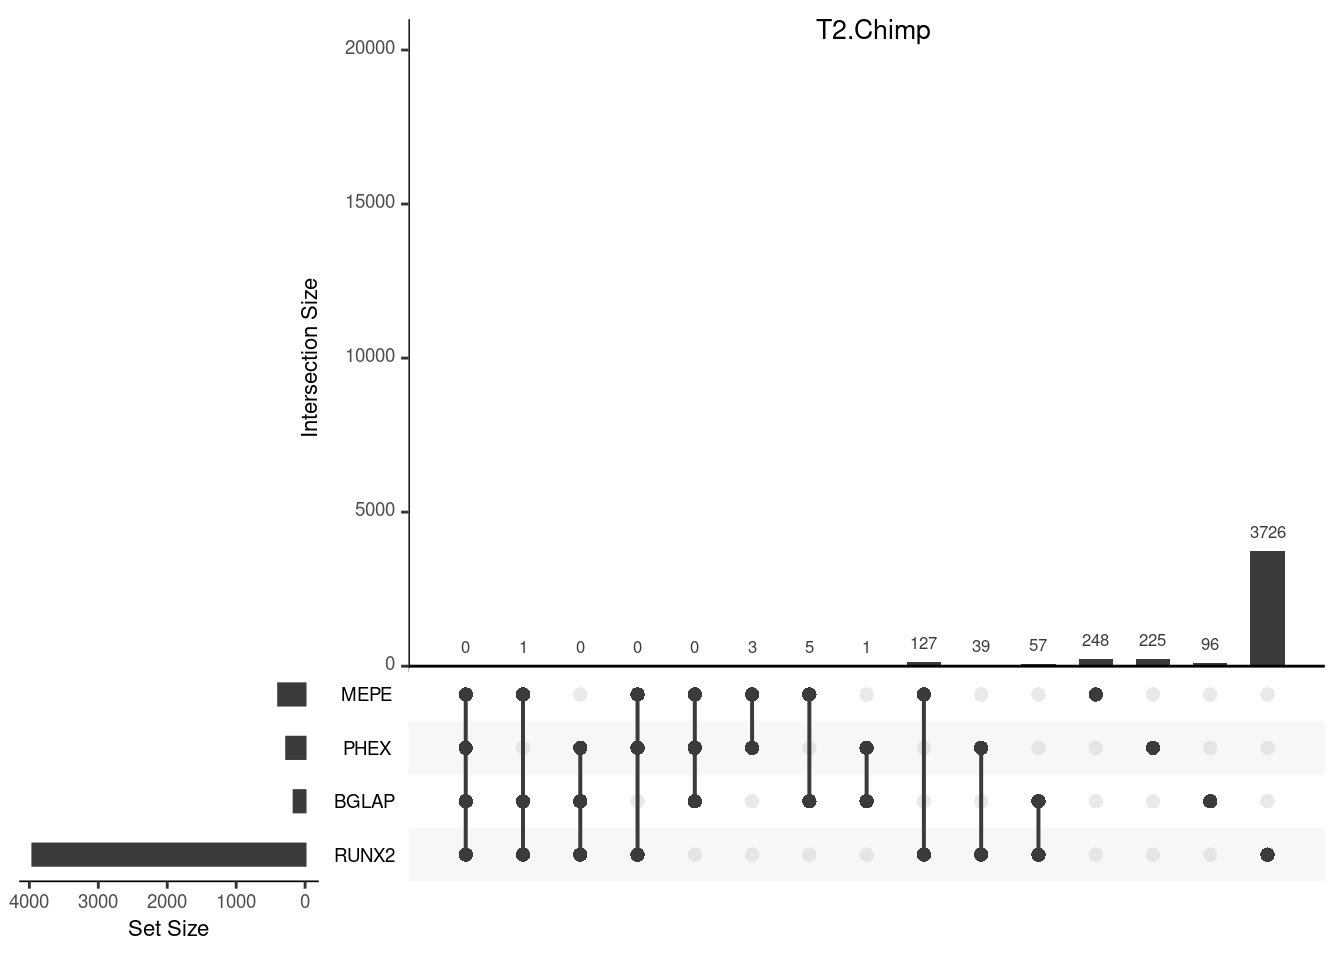 T2.Chimp
20000
15000
10000
5000
0
Intersection Size
0 1 0 0 0 3 5 1 127 39 57 248 225 96 3726
MEPE
PHEX
BGLAP
RUNX2
4000 3000 2000 1000 0
Set Size